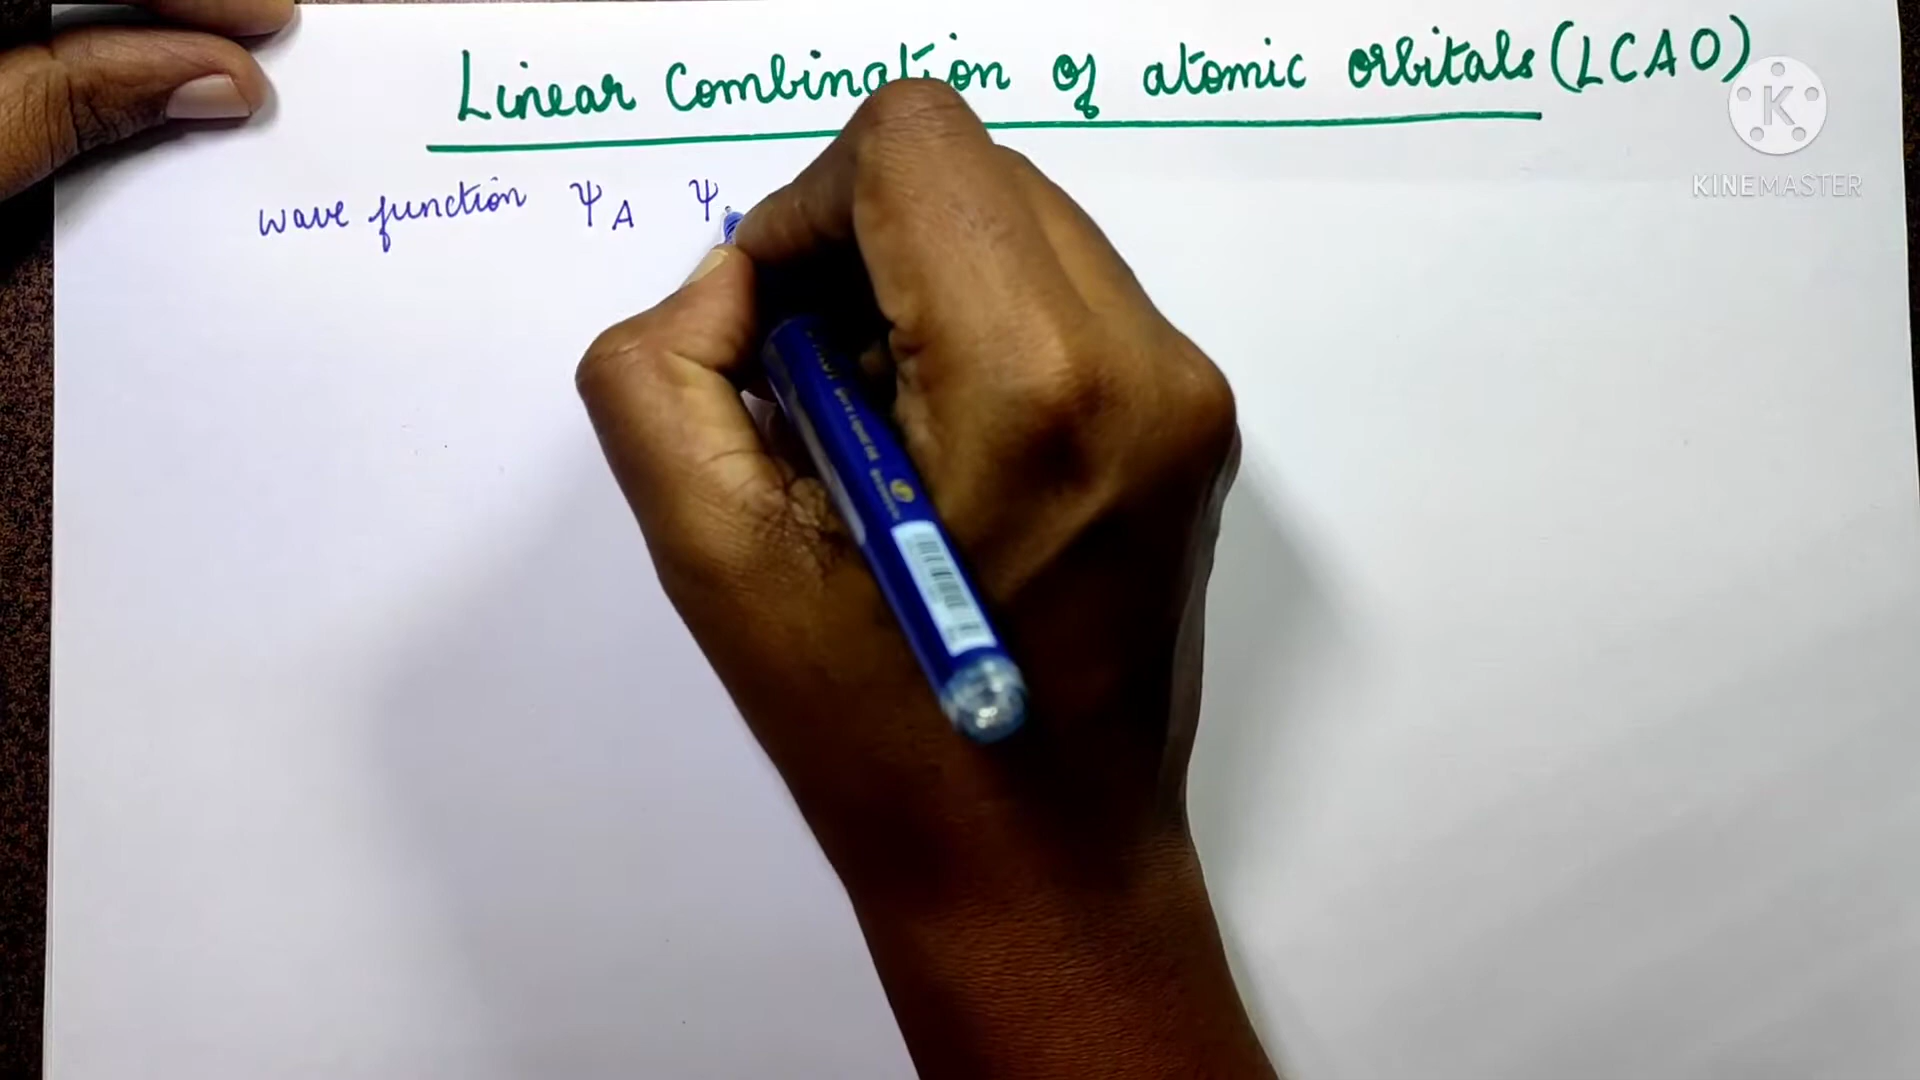 Linear Combination of atomic orbitals (LCAO)
K
KINEMASTER
wave function ΨA Ψ